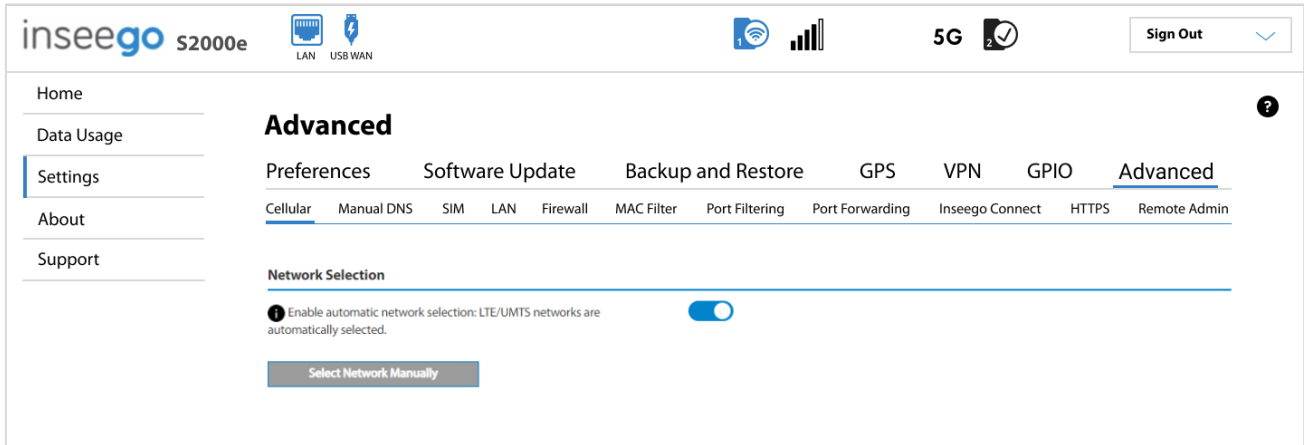 inseego S2000e
LAN USB WAN
1
5G
2
Sign Out
Home
Data Usage
Settings
About
Support
?
Advanced
Preferences Software Update Backup and Restore GPS VPN GPIO Advanced
Cellular Manual DNS SIM LAN Firewall MAC Filter Port Filtering Port Forwarding Inseego Connect HTTPS Remote Admin
Network Selection
i Enable automatic network selection: LTE/UMTS networks are
automatically selected.
Select Network Manually